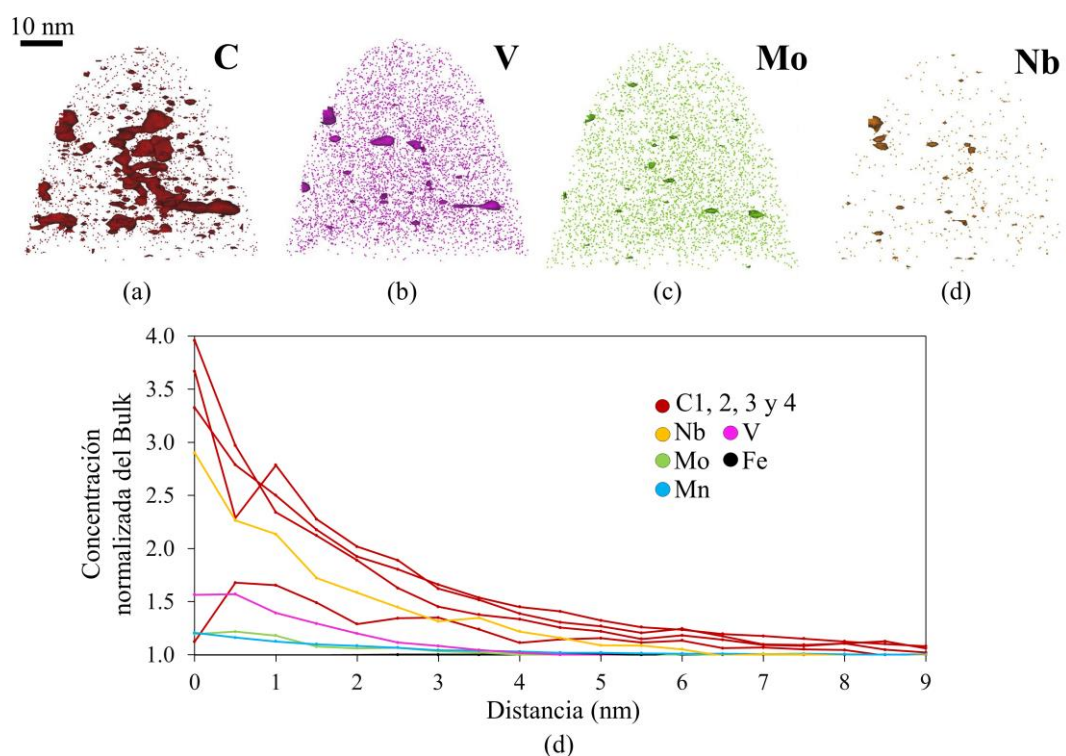 10 nm
C
V
Mo
Nb
(a)
(b)
(c)
(d)
4.0
3.5
3.0
2.5
2.0
1.5
1.0
Concentración
normalizada del Bulk
C1, 2, 3 y 4
Nb V
Mo Fe
Mn
0 1 2 3 4 5 6 7 8 9
Distancia (nm)
(d)